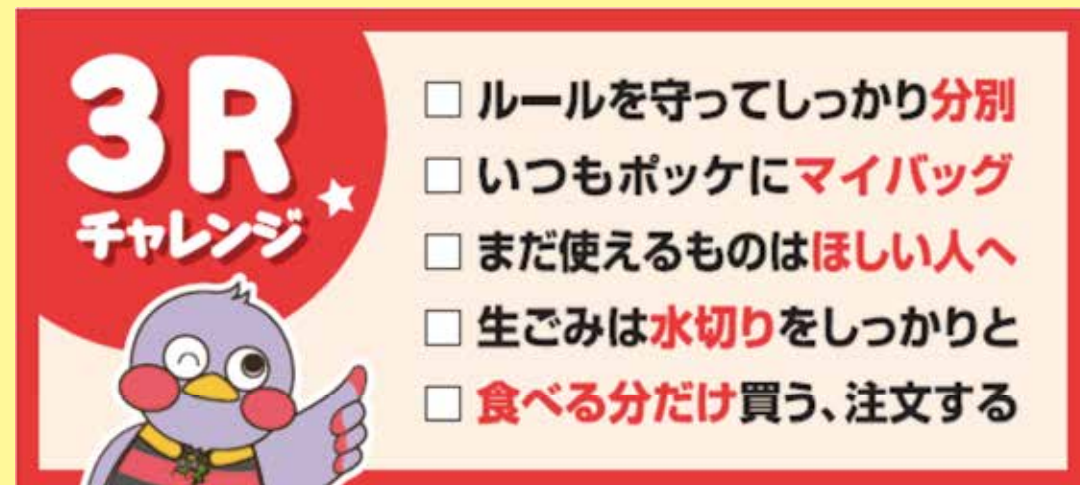 3R
チャレンジ
□ ルールを守ってしっかり分別
□ いつもポッケにマイバッグ
□ まだ使えるものはほしい人へ
□ 生ごみは水切りをしっかりと
□ 食べる分だけ買う、注文する